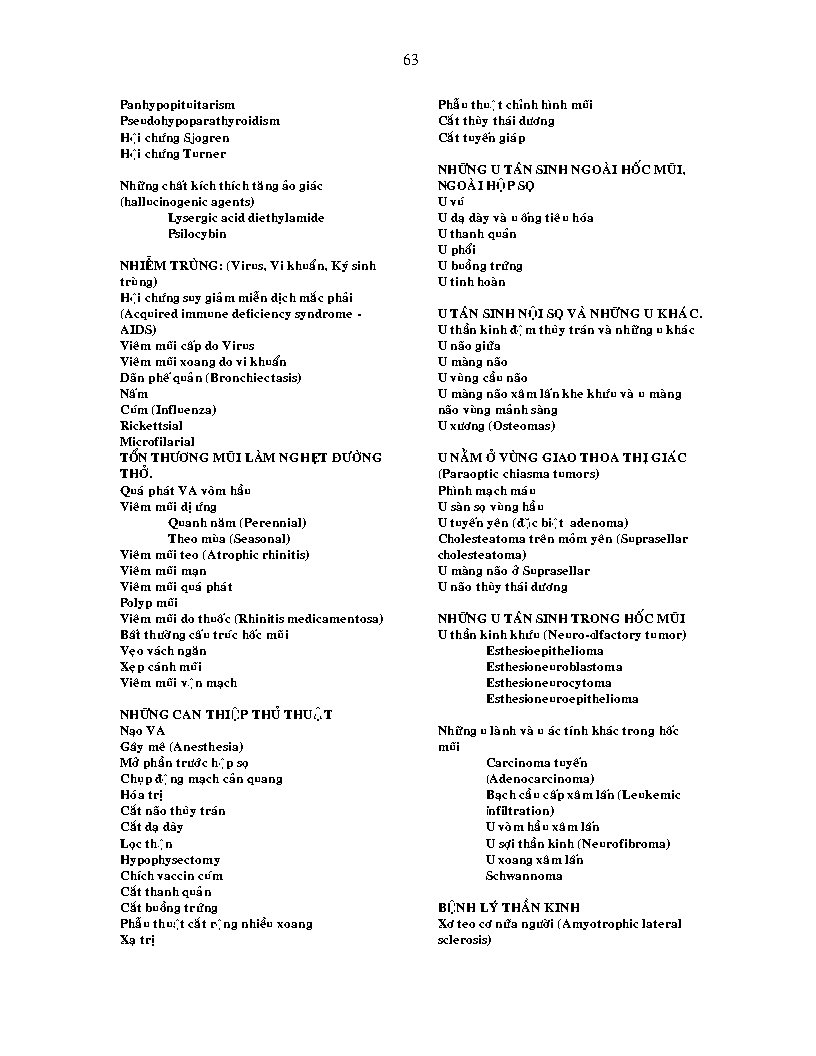 63
Panhypopituitarism
Pseudohypoparathyroidism
Hội chứng Sjogren
Hội chứng Turner
Những chất kích thích tăng ảo giác
(hallucinogenic agents)
Lysergic acid diethylamide
Psilocybin
NHIỄM TRÙNG: (Virus, Vi khuẩn, Ký sinh
trùng)
Hội chứng suy giảm miễn dịch mắc phải
(Acquired immune deficiency syndrome -
AIDS)
Viêm mũi cấp do Virus
Viêm mũi xoang do vi khuẩn
Dãn phế quản (Bronchiectasis)
Nấm
Cúm (Influenza)
Rickettsial
Microfilarial
TỔN THƯƠNG MŨI LÀM NGHẸT ĐƯỜNG
THỞ.
Quá phát VA vòm hầu
Viêm mũi dị ứng
Quanh năm (Perennial)
Theo mùa (Seasonal)
Viêm mũi teo (Atrophic rhinitis)
Viêm mũi mạn
Viêm mũi quá phát
Polyp mũi
Viêm mũi do thuốc (Rhinitis medicamentosa)
Bất thường cấu trức hốc mũi
Vẹo vách ngăn
Xẹp cánh mũi
Viêm mũi vận mạch
NHỮNG CAN THIỆP THỦ THUẬT
Nạo VA
Gây mê (Anesthesia)
Mở phần trước hộp sọ
Chụp động mạch cản quang
Hóa trị
Cắt não thùy trán
Cắt dạ dày
Lọc thận
Hypophysectomy
Chích vaccin cúm
Cắt thanh quản
Cắt buồng trứng
Phẫu thuột cắt rộng nhiều xoang
Xạ trị
Phẫu thuột chỉnh hình mũi
Cắt thùy thái dương
Cắt tuyến giáp
NHỮNG U TÂN SINH NGOÀI HỐC MŨI,
NGOÀI HỘP SỌ
U vú
U dạ dày và u ống tiêu hóa
U thanh quản
U phổi
U buồng trứng
U tinh hoàn
U TÂN SINH NỘI SỌ VÀ NHỮNG U KHÁC.
U thần kinh đệm thùy trán và những u khác
U não giữa
U màng não
U vùng cầu não
U màng não xâm lấn khe khứu và u màng
não vùng mảnh sàng
U xương (Osteomas)
U NẰM Ở VÙNG GIAO THOA THỊ GIÁC
(Paraoptic chiasma tumors)
Phình mạch máu
U sàn sọ vùng hầu
U tuyến yên (đặc biệt adenoma)
Cholesteatoma trên mỏm yên (Suprasellar
cholesteatoma)
U màng não ở Suprasellar
U não thùy thái dương
NHỮNG U TÂN SINH TRONG HỐC MŨI
U thần kinh khứu (Neuro-olfactory tumor)
Esthesioepithelioma
Esthesioneuroblastoma
Esthesioneurocytoma
Esthesioneuroepithelioma
Những u lành và u ác tính khác trong hốc
mũi
Carcinoma tuyến
(Adenocarcinoma)
Bạch cầu cấp xâm lấn (Leukemic
infiltration)
U vòm hầu xâm lấn
U sợi thần kinh (Neurofibroma)
U xoang xâm lấn
Schwannoma
BỆNH LÝ THẦN KINH
Xơ teo cơ nửa người (Amyotrophic lateral
sclerosis)